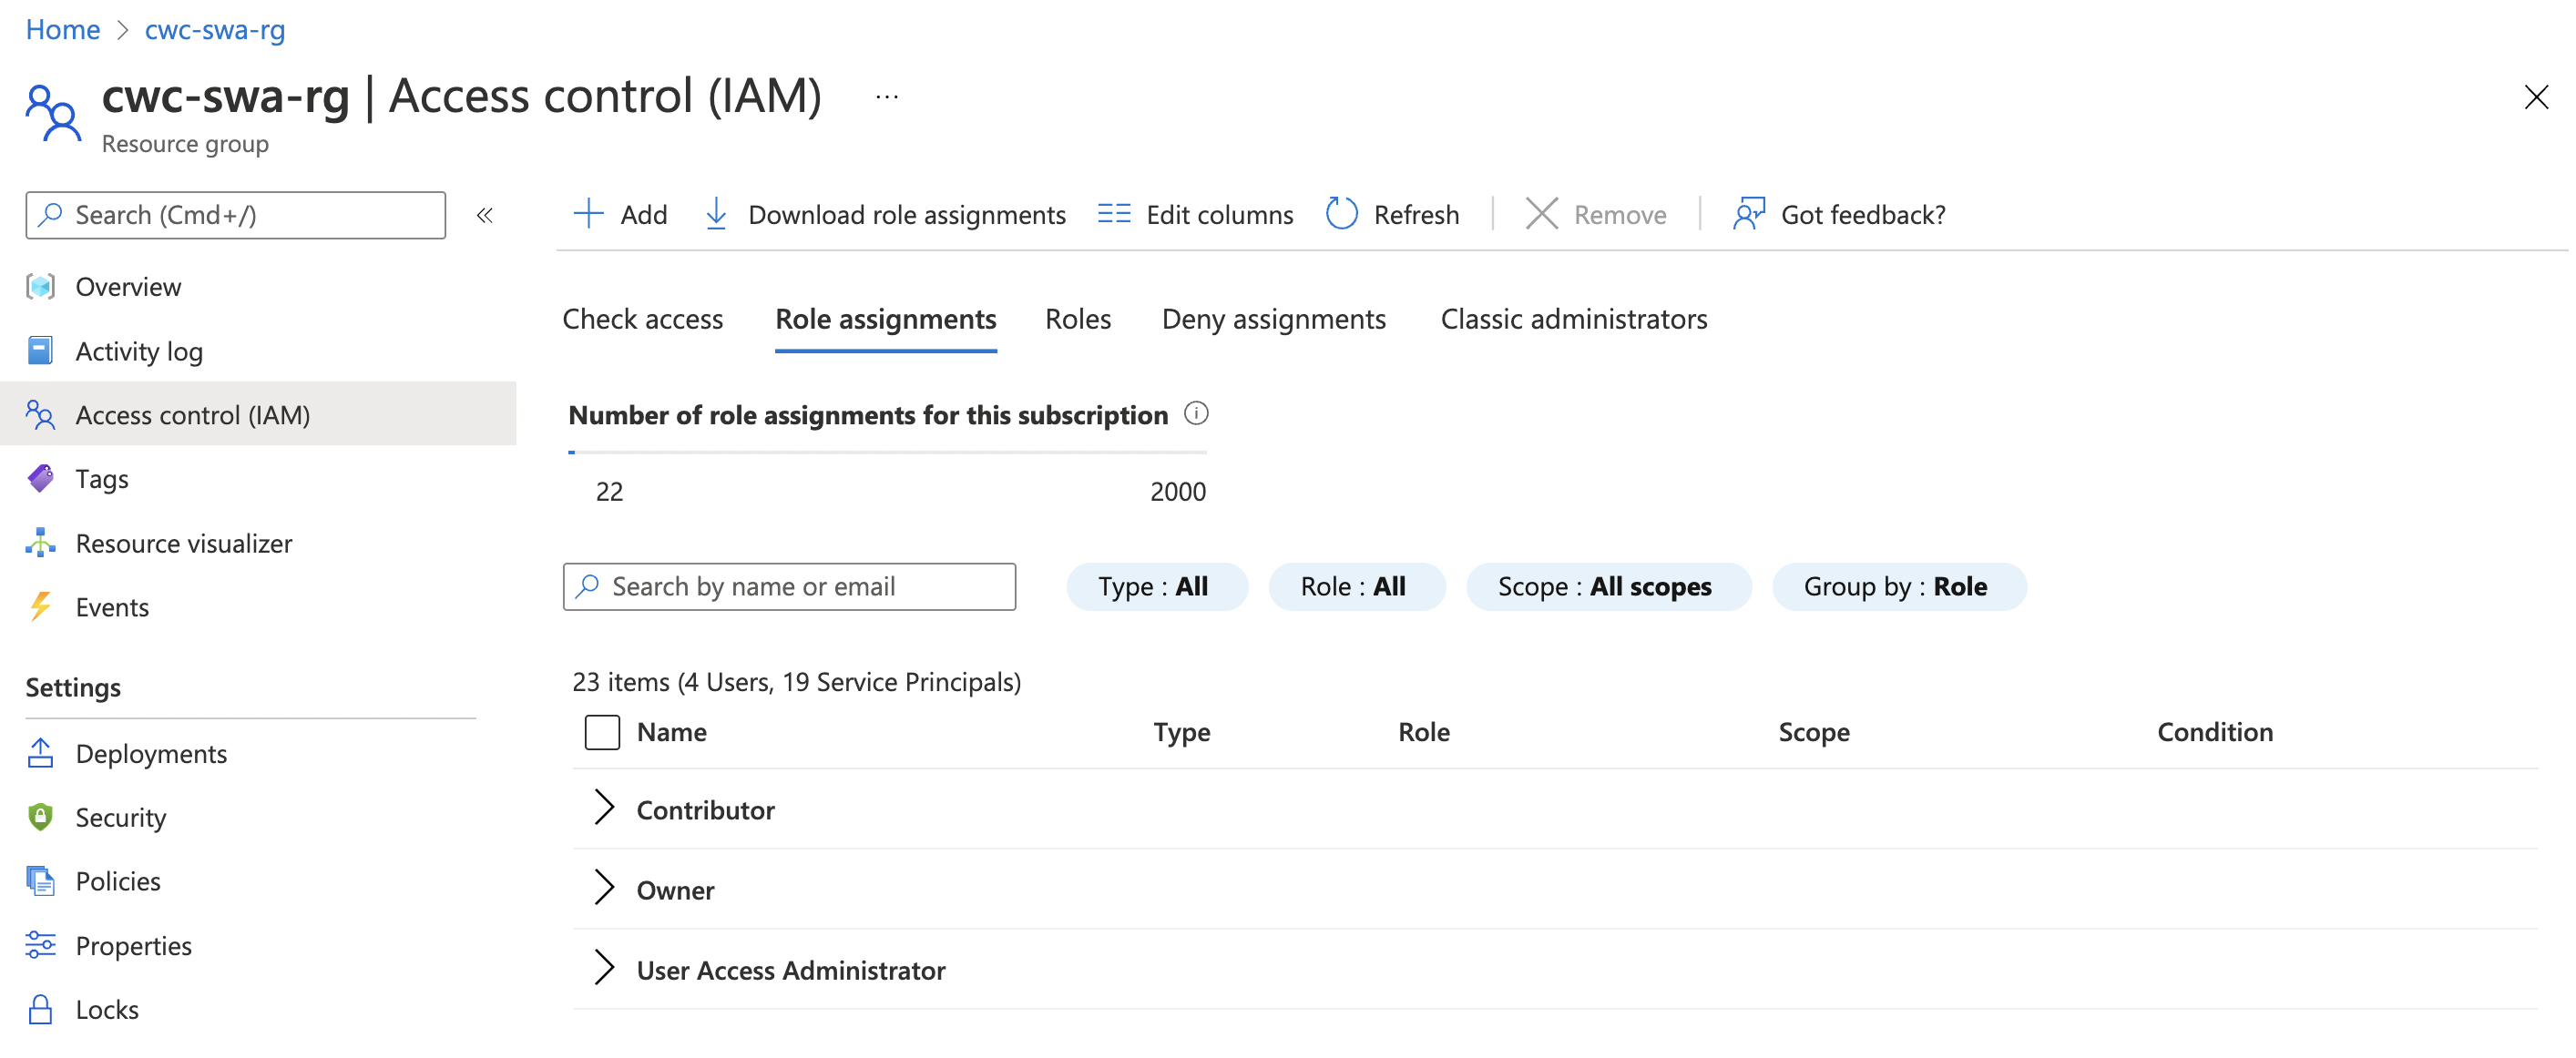 Home > cwc-swa-rg
cwc-swa-rg | Access control (IAM) ...
Resource group
Search (Cmd+/) «
Add Download role assignments Edit columns Refresh Remove Got feedback?
Overview
Activity log
Access control (IAM)
Tags
Resource visualizer
Events
Settings
Deployments
Security
Policies
Properties
Locks
Check access Role assignments Roles Deny assignments Classic administrators
Number of role assignments for this subscription
22 2000
Search by name or email Type : All Role : All Scope : All scopes Group by : Role
23 items (4 Users, 19 Service Principals)
Name Type Role Scope Condition
Contributor
Owner
User Access Administrator